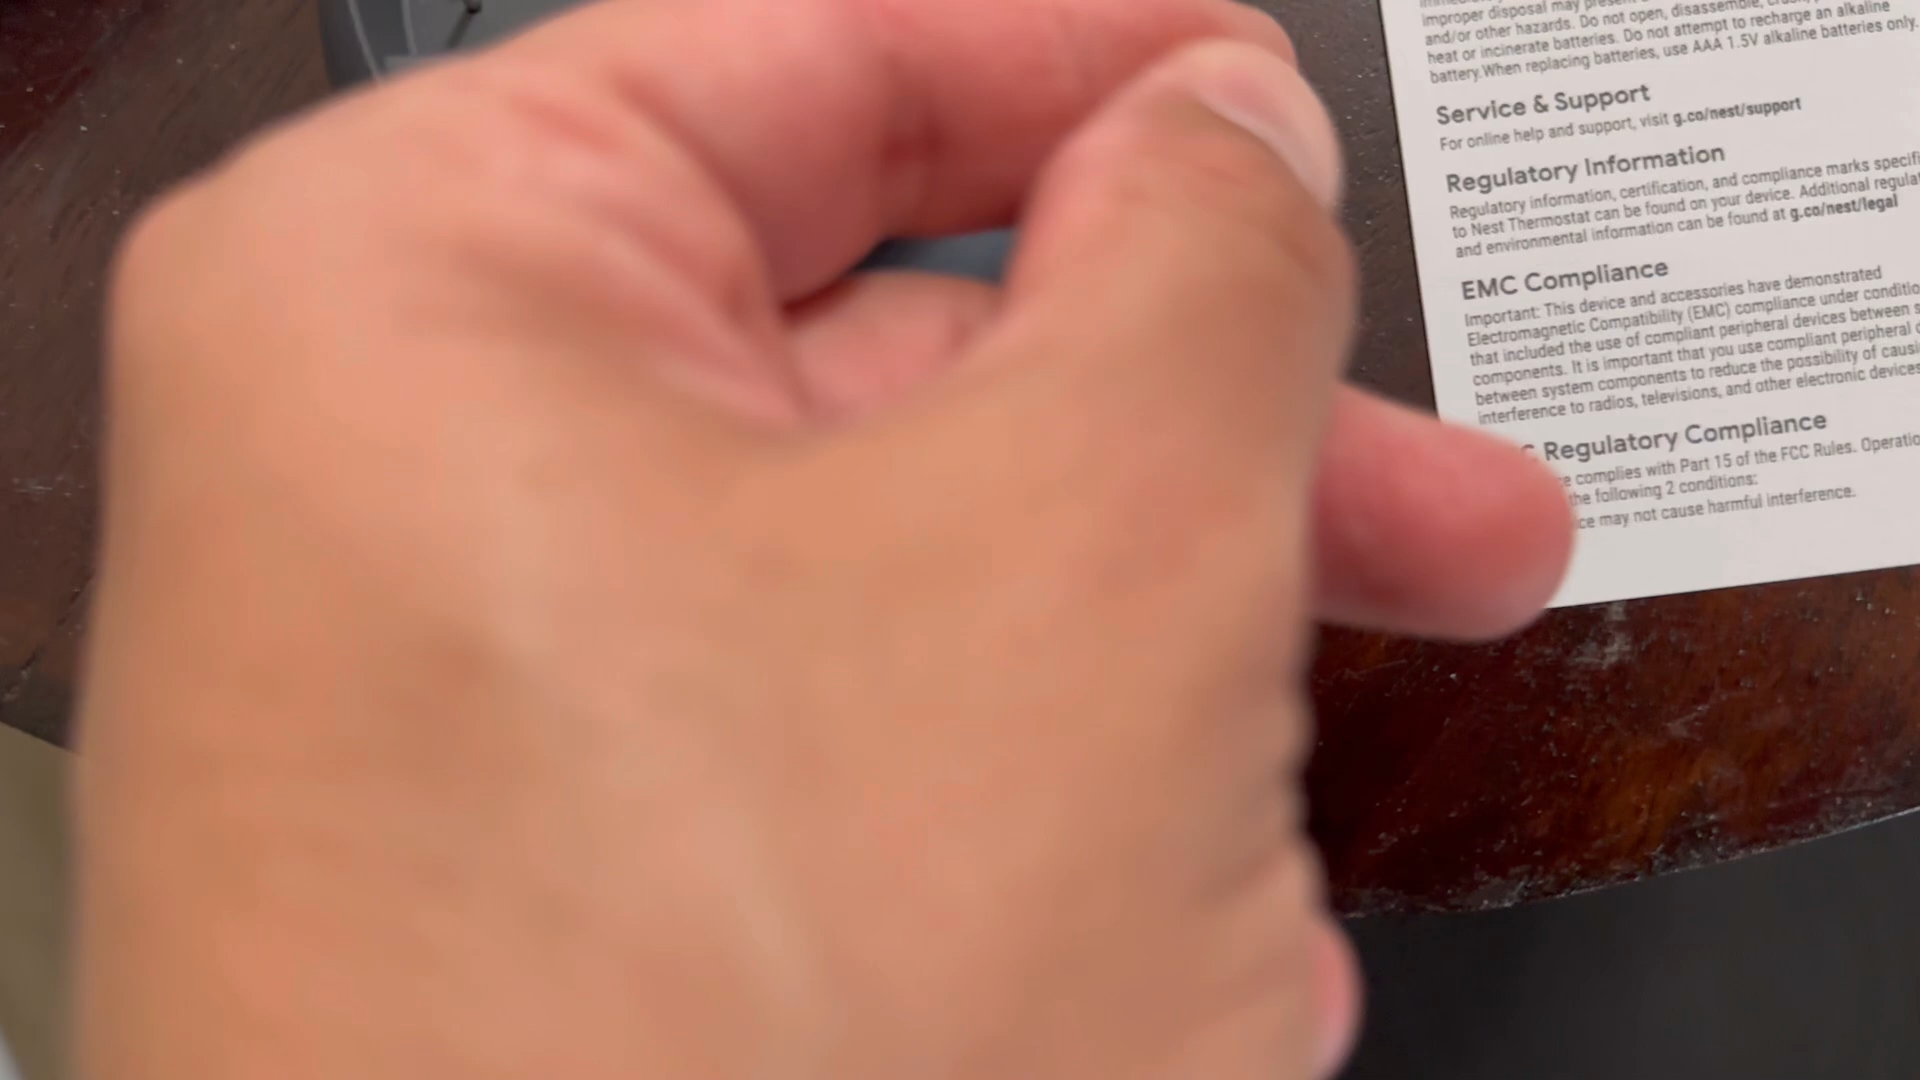 improper disposal may present
and/or other hazards. Do not open, disassemble, crush,
heat or incinerate batteries. Do not attempt to recharge an alkaline
battery.When replacing batteries, use AAA 1.5V alkaline batteries only.
Service & Support
For online help and support, visit g.co/nest/support
Regulatory Information
Regulatory information, certification, and compliance marks specifi
to Nest Thermostat can be found on your device. Additional regulat
and environmental information can be found at g.co/nest/legal
EMC Compliance
Important: This device and accessories have demonstrated
Electromagnetic Compatibility (EMC) compliance under conditio
that included the use of compliant peripheral devices between s
components. It is important that you use compliant peripheral
between system components to reduce the possibility of causi
interference to radios, televisions, and other electronic devices
C Regulatory Compliance
complies with Part 15 of the FCC Rules. Operatio
the following 2 conditions:
ice may not cause harmful interference.